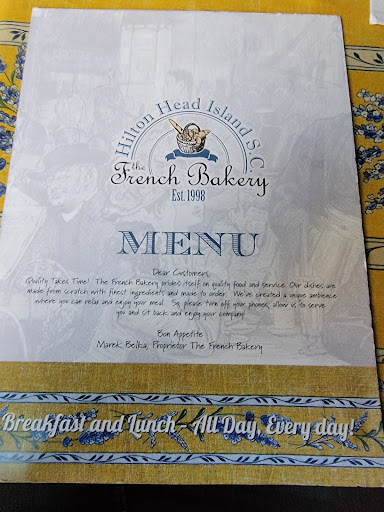 Hilton Head Island S.C.
the
French Bakery
Est. 1998
MENU
Dear Customers,
Quality Takes Time! The French Bakery prides itself on quality food and service. Our dishes are
made from scratch with finest ingredients and made to order. We've created a unique ambience
where you can relax and enjoy your meal. So please turn off your phones, allow us to serve
you and sit back and enjoy your company!
Bon Appetite
Marek Belka, Proprietor The French Bakery
Breakfast and Lunch - All Day, Every day!